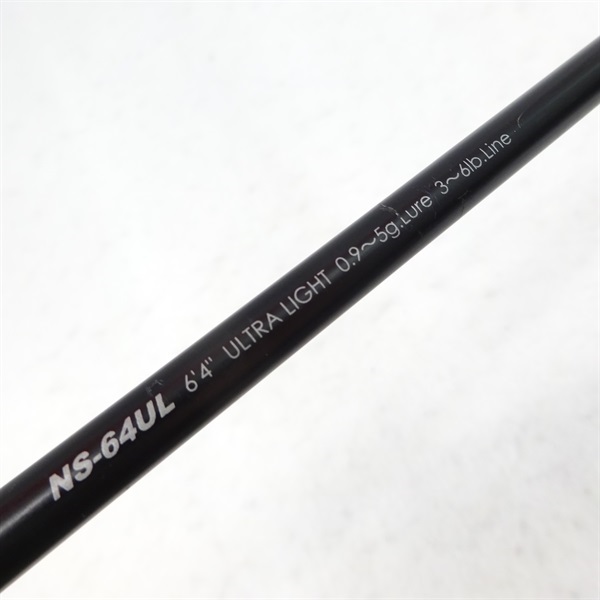 NS-64UL 6'4" ULTRA LIGHT 0.9～5g.Lure 3～6lb.Line